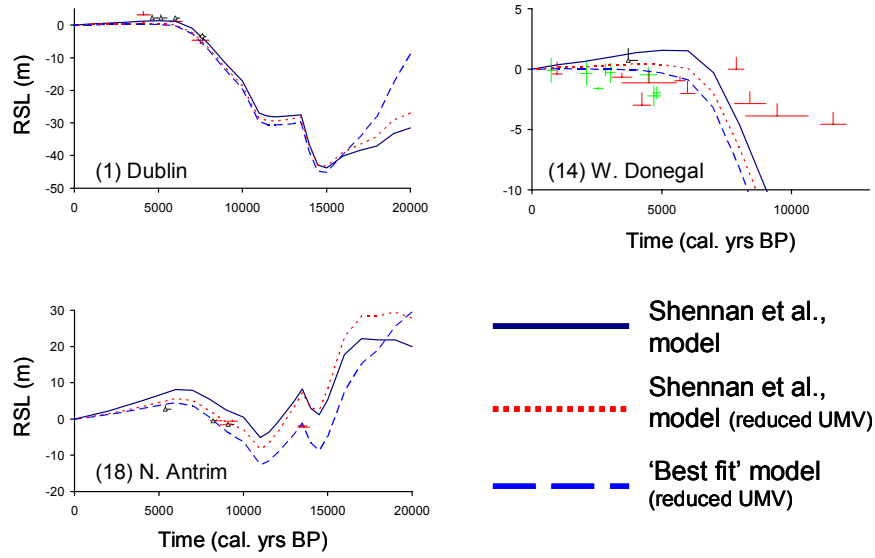 10
0
-10
-20
-30
-40
-50
RSL (m)
(1) Dublin
0 5000 10000 15000 20000
5
0
-5
-10
(14) W. Donegal
0 5000 10000
Time (cal. yrs BP)
30
20
10
0
-10
-20
RSL (m)
(18) N. Antrim
0 5000 10000 15000 20000
Time (cal. yrs BP)
Shennan et al.,
model
Shennan et al.,
model (reduced UMV)
‘Best fit’ model
(reduced UMV)